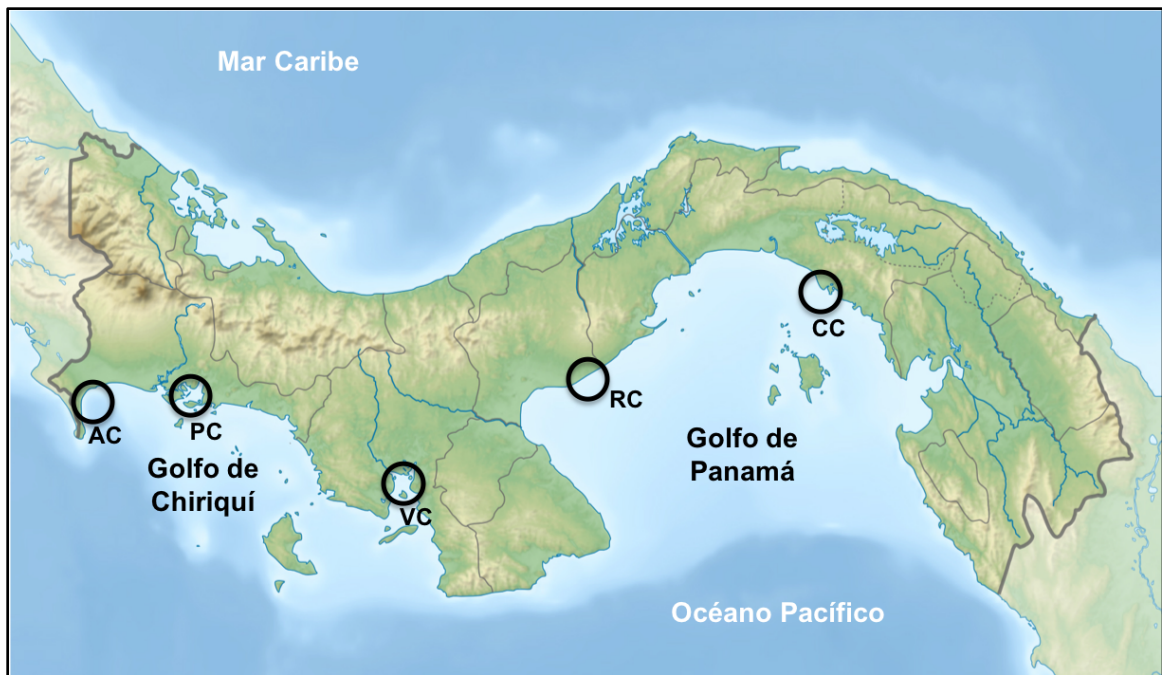 Mar Caribe
CC
RC
AC
PC
Golfo de
Chiriquí
Golfo de
Panamá
VC
Océano Pacífico